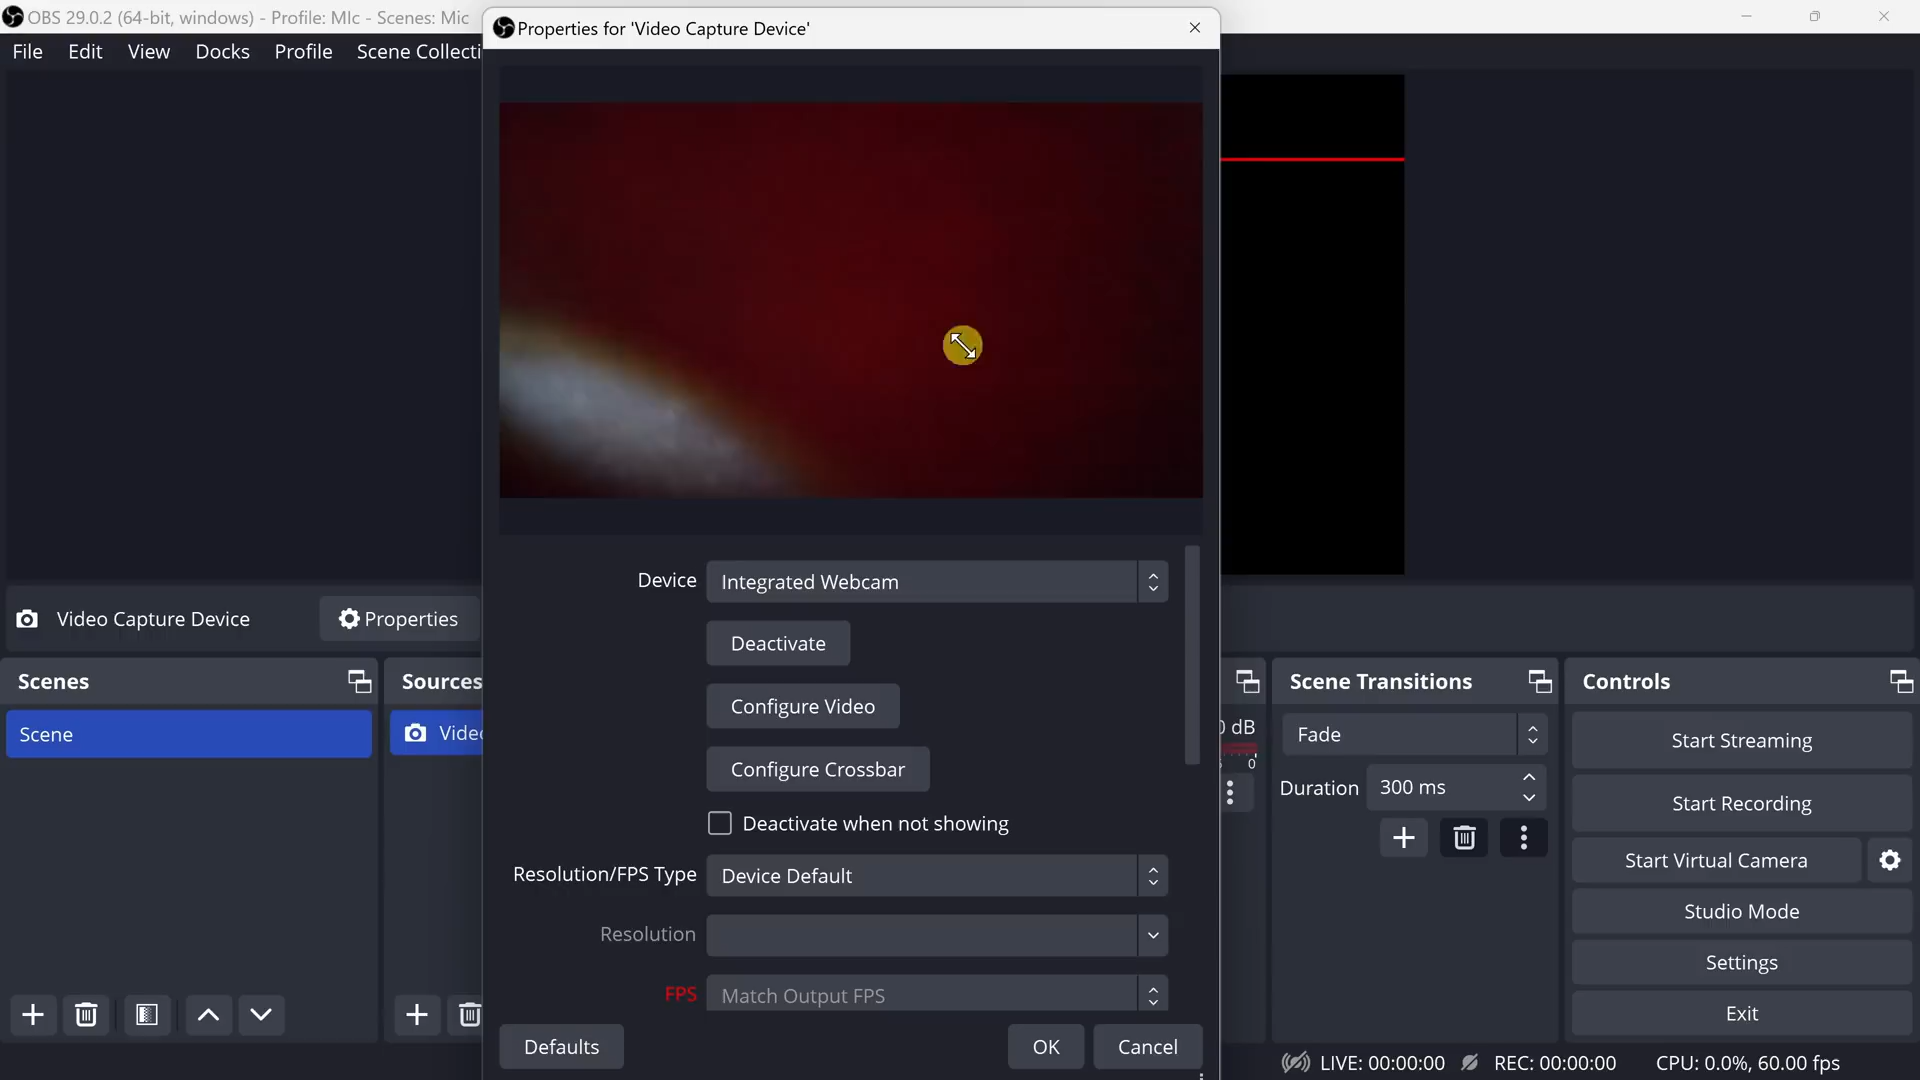 OBS 29.0.2 (64-bit, windows) - Profile: MIc - Scenes: Mic
Properties for 'Video Capture Device'
File Edit View Docks Profile Scene Collecti
Device Integrated Webcam
Deactivate
Configure Video
Configure Crossbar
Deactivate when not showing
Resolution/FPS Type Device Default
Resolution
FPS Match Output FPS
Defaults OK Cancel
Video Capture Device Properties
Scenes
Scene
Sources
Vide
0 dB
0
Scene Transitions
Fade
Duration 300 ms
Controls
Start Streaming
Start Recording
Start Virtual Camera
Studio Mode
Settings
Exit
LIVE: 00:00:00 REC: 00:00:00 CPU: 0.0%, 60.00 fps